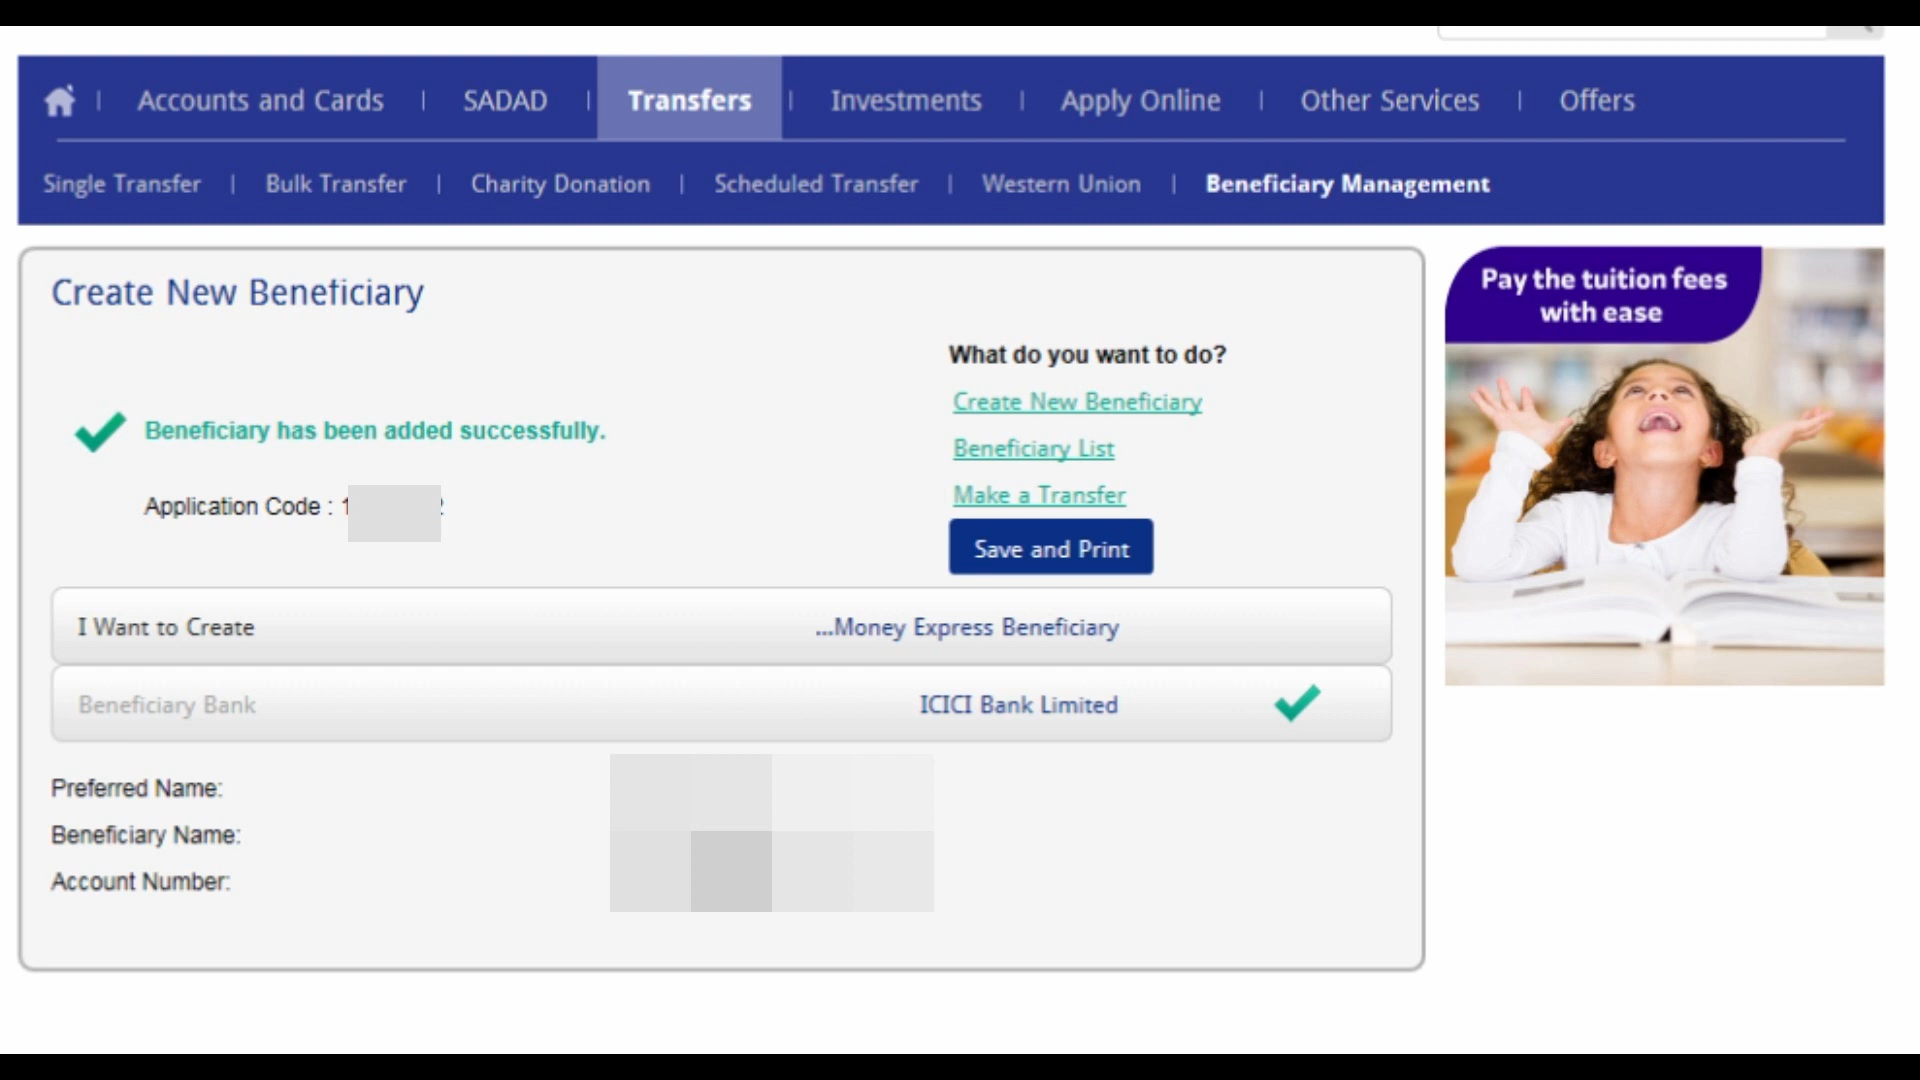 Accounts and Cards | SADAD | Transfers | Investments | Apply Online | Other Services | Offers
Single Transfer | Bulk Transfer | Charity Donation | Scheduled Transfer | Western Union | Beneficiary Management
Create New Beneficiary
What do you want to do?
Create New Beneficiary
Beneficiary has been added successfully.
Beneficiary List
Make a Transfer
Application Code :
Save and Print
I Want to Create ...Money Express Beneficiary
Beneficiary Bank ICICI Bank Limited
Preferred Name:
Beneficiary Name:
Account Number:
Pay the tuition fees
with ease